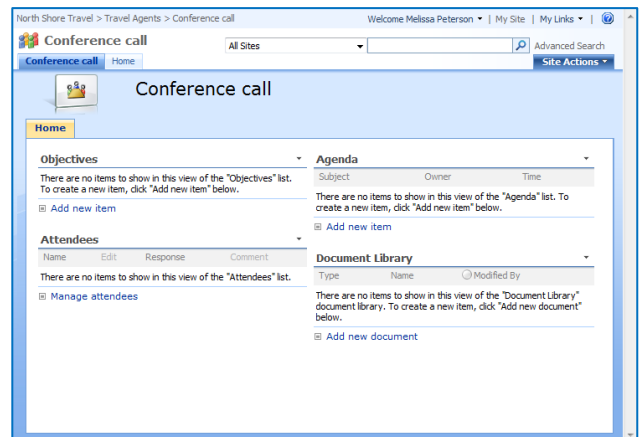 North Shore Travel > Travel Agents > Conference call
Welcome Melissa Peterson | My Site | My Links |
Conference call
All Sites
Advanced Search
Conference call Home
Site Actions
Conference call
Home
Objectives
There are no items to show in this view of the "Objectives" list.
To create a new item, click "Add new item" below.
Add new item
Attendees
Name Edit Response Comment
There are no items to show in this view of the "Attendees" list.
Manage attendees
Agenda
Subject Owner Time
There are no items to show in this view of the "Agenda" list. To
create a new item, click "Add new item" below.
Add new item
Document Library
Type Name Modified By
There are no items to show in this view of the "Document Library"
document library. To create a new item, click "Add new document"
below.
Add new document